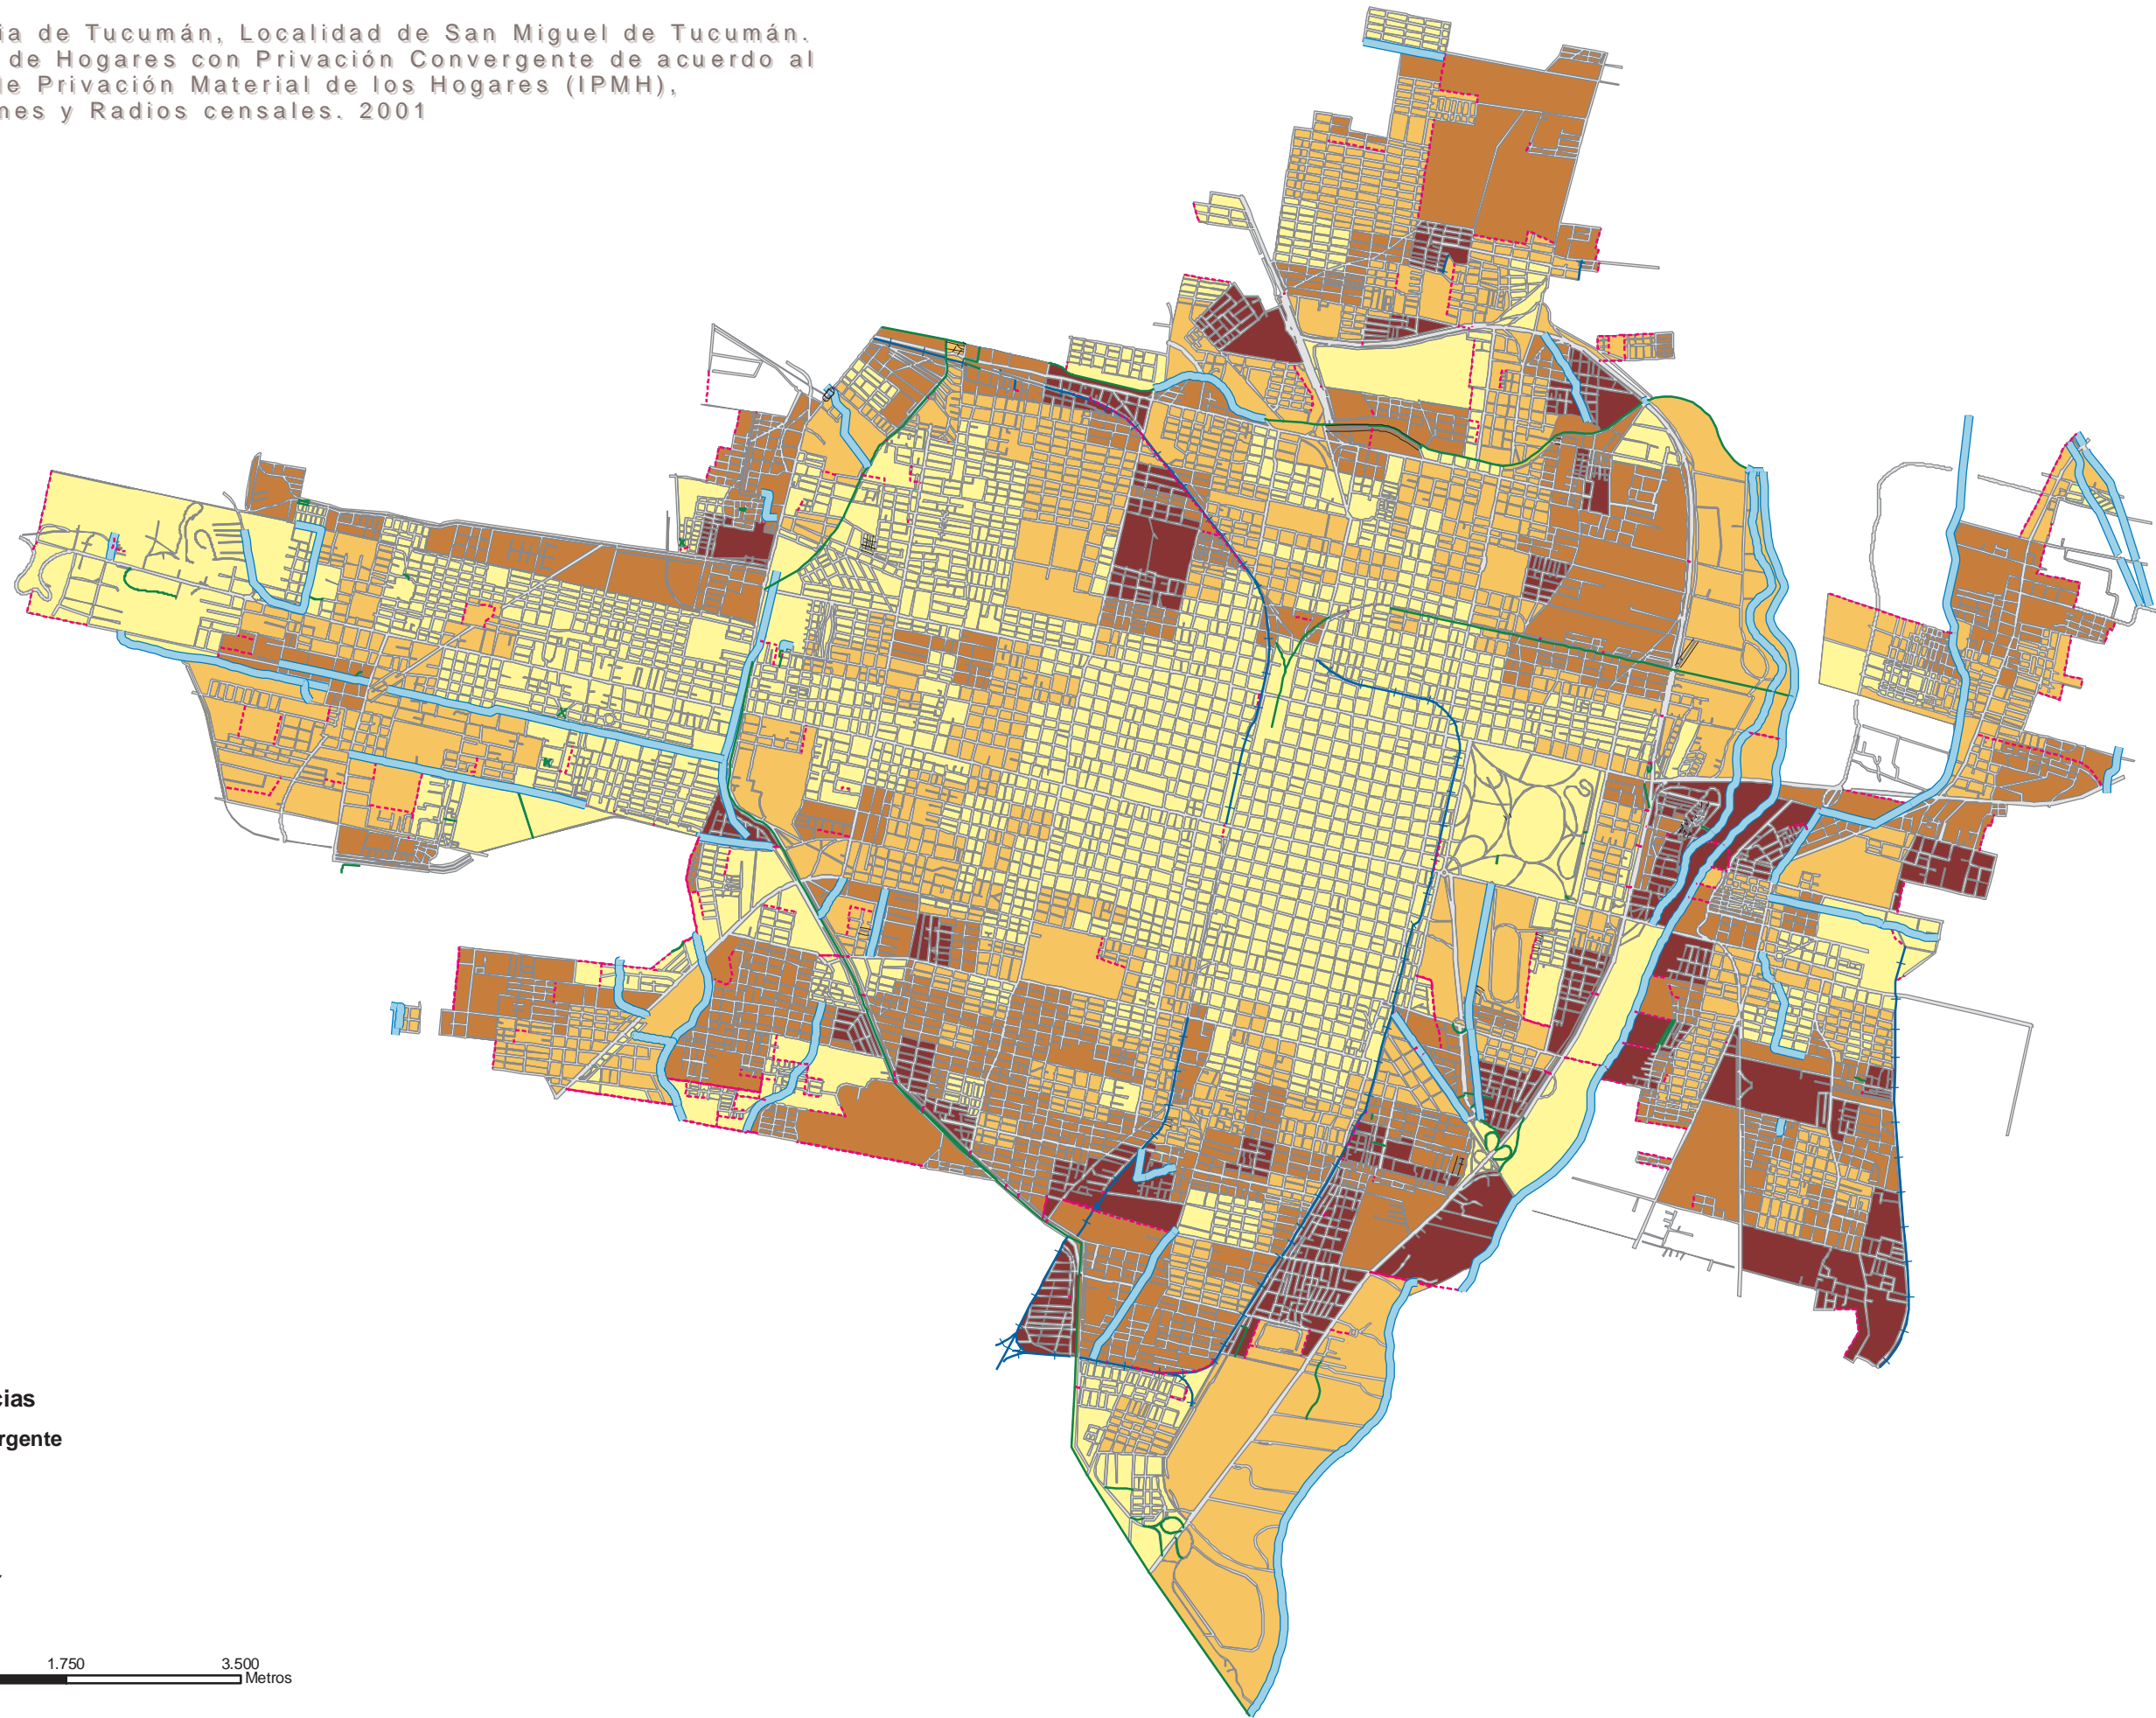 ia de Tucumán, Localidad de San Miguel de Tucumán.
de Hogares con Privación Convergente de acuerdo al
le Privación Material de los Hogares (IPMH),
nes y Radios censales. 2001
cias
rgente
1.750 3.500
Metros